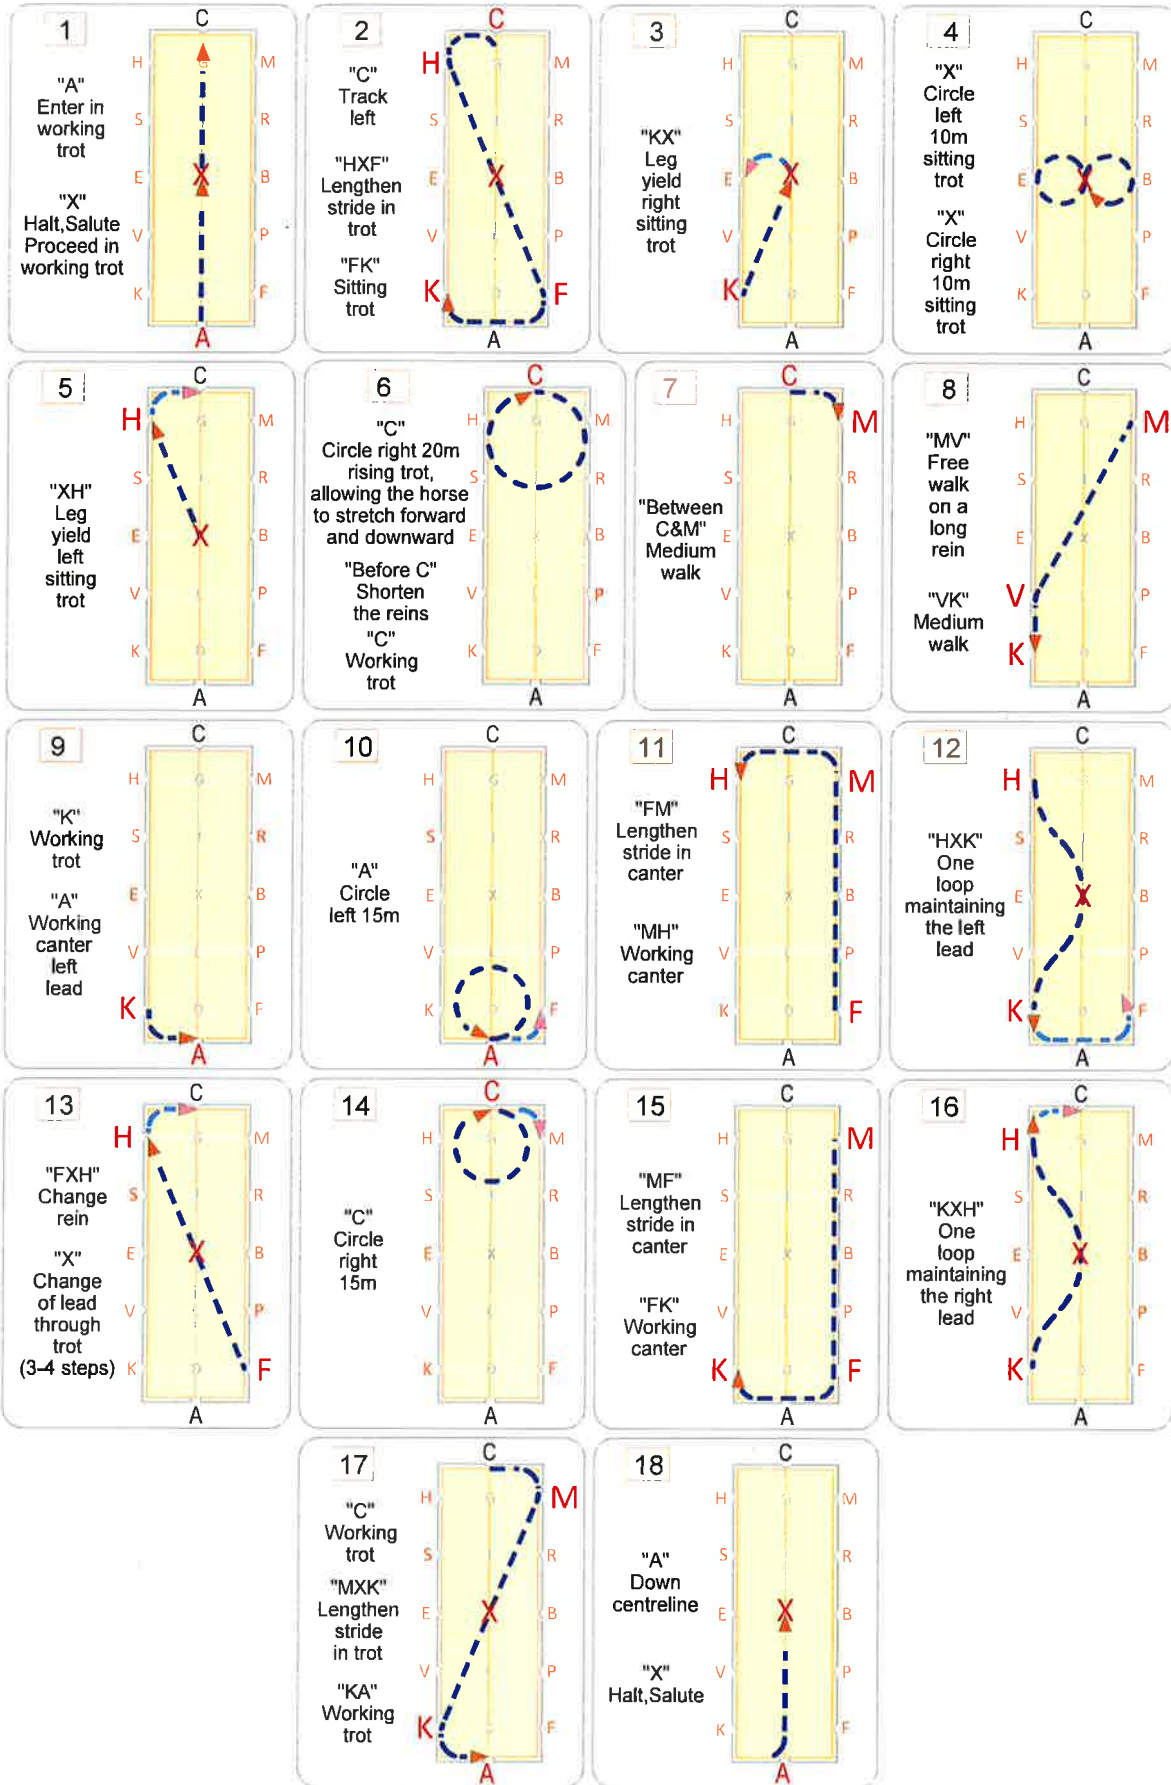 1
"A"
Enter in
working
trot
"X"
Halt,Salute
Proceed in
working trot
C
H G M
S R
E X B
V P
K F
A
2
"C"
Track
left
"HXF"
Lengthen
stride in
trot
"FK"
Sitting
trot
C
H M
S R
E X B
V P
K F
A
3
"KX"
Leg
yield
right
sitting
trot
C
H G M
S R
E X B
V P
K D F
A
4
"X"
Circle
left
10m
sitting
trot
"X"
Circle
right
10m
sitting
trot
C
H G M
S R
E X B
V P
K D F
A
5
"XH"
Leg
yield
left
sitting
trot
C
H G M
S R
E X B
V P
K D F
A
6
"C"
Circle right 20m
rising trot,
allowing the horse
to stretch forward
and downward
"Before C"
Shorten
the reins
"C"
Working
trot
C
H G M
S R
E X B
V P
K D F
A
7
"Between
C&M"
Medium
walk
C
H G M
S R
E X B
V P
K D F
A
8
"MV"
Free
walk
on a
long
rein
"VK"
Medium
walk
C
H G M
S R
E X B
V P
K D F
A
9
"K"
Working
trot
"A"
Working
canter
left
lead
C
H G M
S R
E X B
V P
K D F
A
10
"A"
Circle
left 15m
C
H G M
S R
E X B
V P
K D F
A
11
"FM"
Lengthen
stride in
canter
"MH"
Working
canter
C
H G M
S R
E X B
V P
K D F
A
12
"HXK"
One
loop
maintaining
the left
lead
C
H G M
S R
E X B
V P
K D F
A
13
"FXH"
Change
rein
"X"
Change
of lead
through
trot
(3-4 steps)
C
H G M
S R
E X B
V P
K D F
A
14
"C"
Circle
right
15m
C
H G M
S R
E X B
V P
K D F
A
15
"MF"
Lengthen
stride in
canter
"FK"
Working
canter
C
H G M
S R
E X B
V P
K D F
A
16
"KXH"
One
loop
maintaining
the right
lead
C
H G M
S R
E X B
V P
K D F
A
17
"C"
Working
trot
"MXK"
Lengthen
stride
in trot
"KA"
Working
trot
C
H M
S R
E X B
V P
K F
A
18
"A"
Down
centreline
"X"
Halt,Salute
C
H M
S R
E X B
V P
K F
A